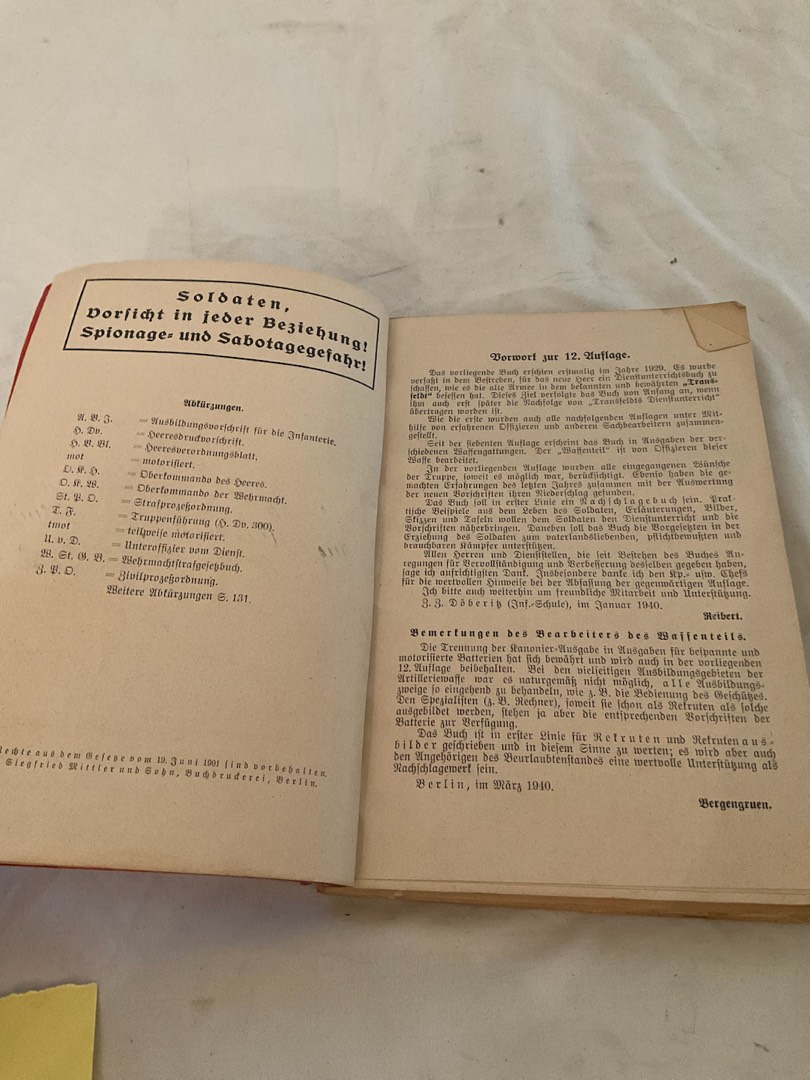 Soldaten,
Vorsicht in jeder Beziehung!
Spionage- und Sabotagegefahr!
Abkürzungen.
A. V. I. = Ausbildungsvorschrift für die Infanterie.
H. Dv. = Heeresdruckvorschrift.
H. V. Bl. = Heeresverordnungsblatt.
mot = motorisiert.
O. K. H. = Oberkommando des Heeres.
O. K. W. = Oberkommando der Wehrmacht.
St. P. O. = Strafprozeßordnung.
T. F. = Truppenführung (H. Dv. 300).
tmot = teilweise motorisiert.
U. v. D. = Unteroffizier vom Dienst.
W. St. G. B. = Wehrmachtstrafgesetzbuch.
Z. P. O. = Zivilprozeßordnung.
Weitere Abkürzungen S. 131.
Rechte aus dem Gesetze vom 19. Juni 1901 sind vorbehalten.
Siegfried Mittler und Sohn, Buchdruckerei, Berlin.
Vorwort zur 12. Auflage.
Das vorliegende Buch erschien erstmalig im Jahre 1929. Es wurde
verfaßt in dem Bestreben, für das neue Heer ein Dienstunterrichtsbuch zu
schaffen, wie es die alte Armee in dem bekannten und bewährten „Trans-
feldt" besessen hat. Dieses Ziel verfolgte das Buch von Anfang an, wenn
ihm auch erst später die Nachfolge von „Transfeldts Dienstunterricht"
übertragen worden ist.
Wie die erste wurden auch alle nachfolgenden Auflagen unter Mit-
hilfe von erfahrenen Offizieren und anderen Sachbearbeitern zusammen-
gestellt.
Seit der siebenten Auflage erscheint das Buch in Ausgaben der ver-
schiedenen Waffengattungen. Der „Waffenteil" ist von Offizieren dieser
Waffe bearbeitet.
In der vorliegenden Auflage wurden alle eingegangenen Wünsche
der Truppe, soweit es möglich war, berücksichtigt. Ebenso haben die ge-
machten Erfahrungen des letzten Jahres zusammen mit der Auswertung
der neuen Vorschriften ihren Niederschlag gefunden.
Das Buch soll in erster Linie ein Nachschlagebuch sein. Prak-
tische Beispiele aus dem Leben des Soldaten, Erläuterungen, Bilder,
Skizzen und Tafeln wollen dem Soldaten den Dienstunterricht und die
Vorschriften näherbringen. Daneben soll das Buch die Vorgesetzten in der
Erziehung des Soldaten zum vaterlandsliebenden, pflichtbewußten und
brauchbaren Kämpfer unterstützen.
Allen Herren und Dienststellen, die seit Bestehen des Buches An-
regungen für Vervollständigung und Verbesserung desselben gegeben haben,
sage ich aufrichtigsten Dank. Insbesondere danke ich den Kp.- usw. Chefs
für die wertvollen Hinweise bei der Abfassung der gegenwärtigen Auflage.
Ich bitte auch weiterhin um freundliche Mitarbeit und Unterstützung.
Z. Z. Döberitz (Inf.-Schule), im Januar 1940.
Reibert.
Bemerkungen des Bearbeiters des Waffenteils.
Die Trennung der Kanonier-Ausgabe in Ausgaben für bespannte und
motorisierte Batterien hat sich bewährt und wird auch in der vorliegenden
12. Auflage beibehalten. Bei den vielseitigen Ausbildungsgebieten der
Artilleriewaffe war es naturgemäß nicht möglich, alle Ausbildungs-
zweige so eingehend zu behandeln, wie z. B. die Bedienung des Geschützes.
Den Spezialisten (z. B. Rechner), soweit sie schon als Rekruten als solche
ausgebildet werden, stehen ja aber die entsprechenden Vorschriften der
Batterie zur Verfügung.
Das Buch ist in erster Linie für Rekruten und Rekrutenaus-
bilder geschrieben und in diesem Sinne zu werten; es wird aber auch
den Angehörigen des Beurlaubtenstandes eine wertvolle Unterstützung als
Nachschlagewerk sein.
Berlin, im März 1940.
Bergengruen.